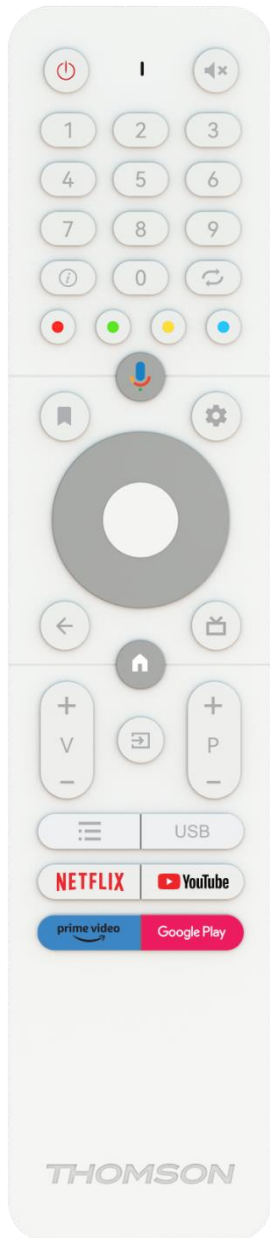 1 2 3
4 5 6
7 8 9
i 0
+ +
V P
− −
USB
NETFLIX YouTube
prime video Google Play
THOMSON